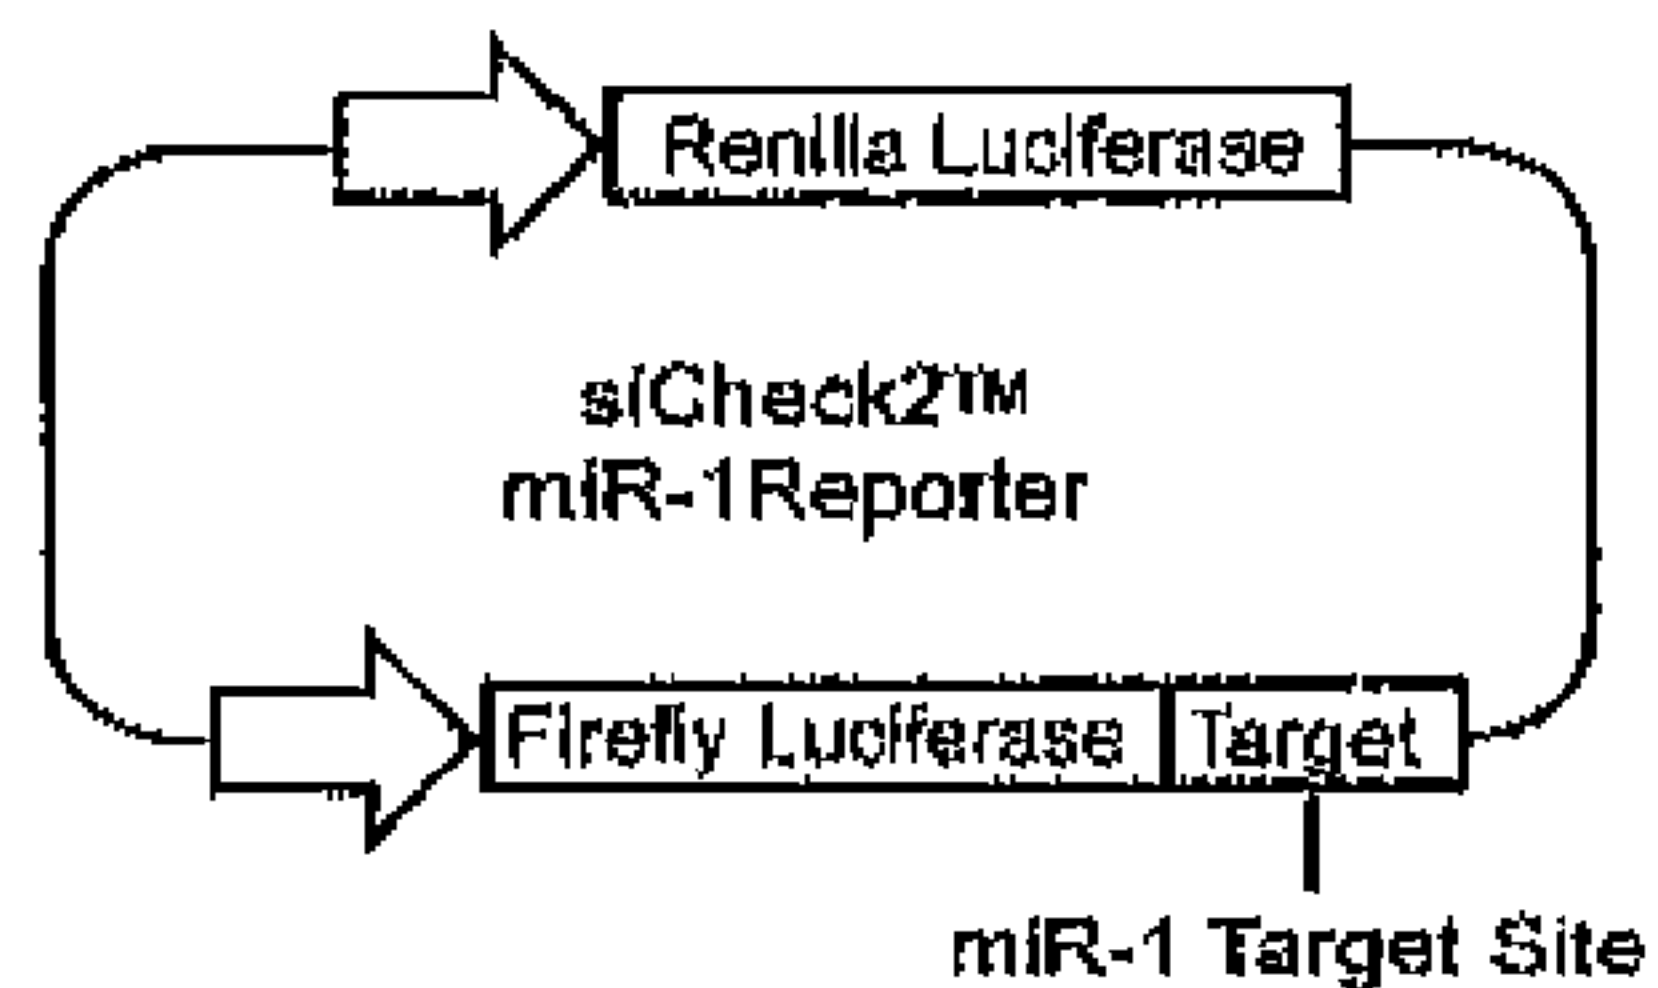 Renilla Luciferase
siCheck2™
miR-1Reporter
Firefly Luciferase
Target
miR-1 Target Site